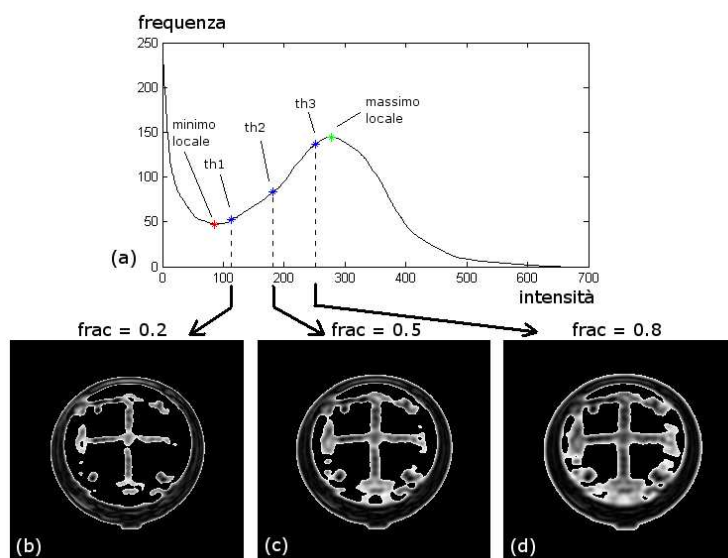 frequenza
250
200
150
100
50
0
minimo
locale
th1
th2
th3
massimo
locale
(a)
0 100 200 300 400 500 600 700
intensità
frac = 0.2 frac = 0.5 frac = 0.8
(b) (c) (d)